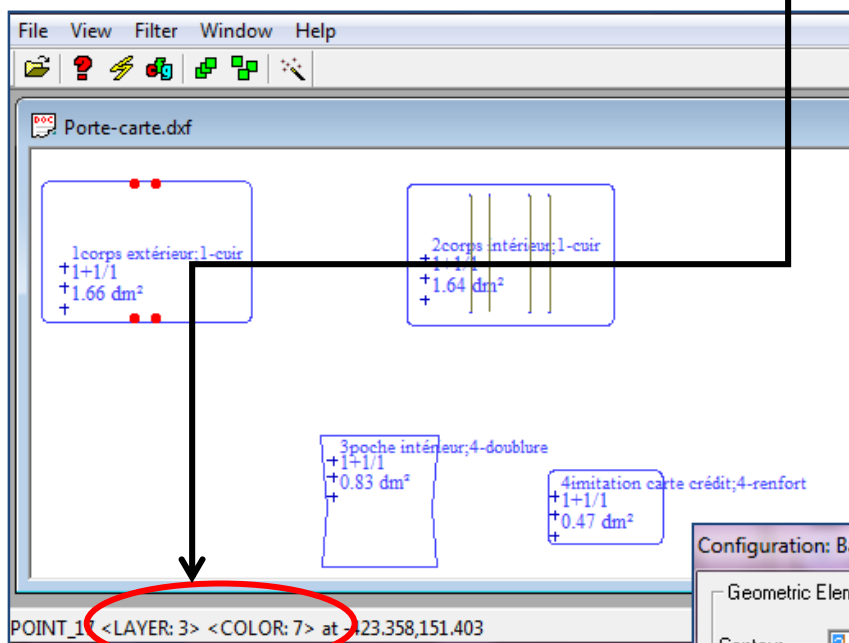 File View Filter Window Help
DOC
Porte-carte.dxf
1corps extérieur;1-cuir
1+1/1
1.66 dm²
2corps intérieur;1-cuir
1+1/1
1.64 dm²
3poche intérieur;4-doublure
1+1/1
0.83 dm²
4imitation carte crédit;4-renfort
1+1/1
0.47 dm²
Configuration: B
Geometric Elem
POINT_17 <LAYER: 3> <COLOR: 7> at -423.358,151.403